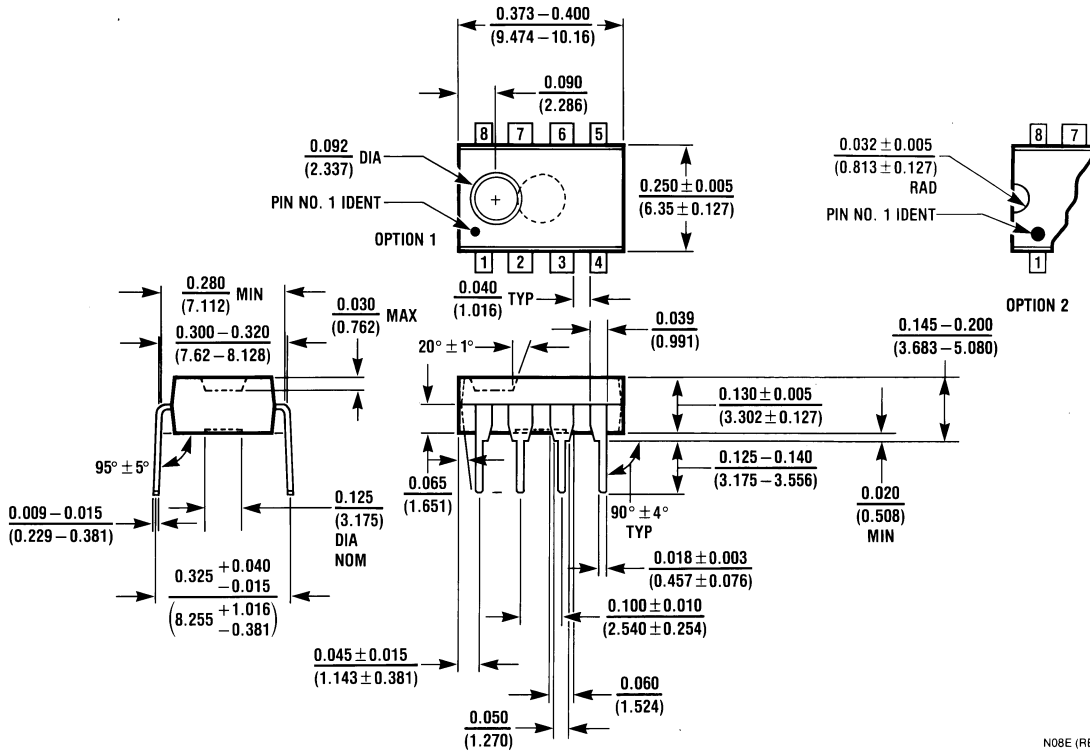 0.373 – 0.400
(9.474 – 10.16)
0.090
(2.286)
8 7 6 5
8 7
0.092 DIA
(2.337)
0.032 ± 0.005
(0.813 ± 0.127)
RAD
0.250 ± 0.005
(6.35 ± 0.127)
PIN NO. 1 IDENT
PIN NO. 1 IDENT
OPTION 1
1 2 3 4
1
OPTION 2
0.280 MIN
(7.112)
0.030 MAX
(0.762)
0.040 TYP
(1.016)
0.039
(0.991)
0.145 – 0.200
(3.683 – 5.080)
0.300 – 0.320
(7.62 – 8.128)
20° ± 1°
0.130 ± 0.005
(3.302 ± 0.127)
95° ± 5°
0.065
(1.651)
0.125 – 0.140
(3.175 – 3.556)
90° ± 4°
TYP
0.020
(0.508)
MIN
0.009 – 0.015
(0.229 – 0.381)
0.125
(3.175)
DIA
NOM
0.018 ± 0.003
(0.457 ± 0.076)
0.325 +0.040
−0.015
(8.255 +1.016
−0.381)
0.100 ± 0.010
(2.540 ± 0.254)
0.045 ± 0.015
(1.143 ± 0.381)
0.060
(1.524)
0.050
(1.270)